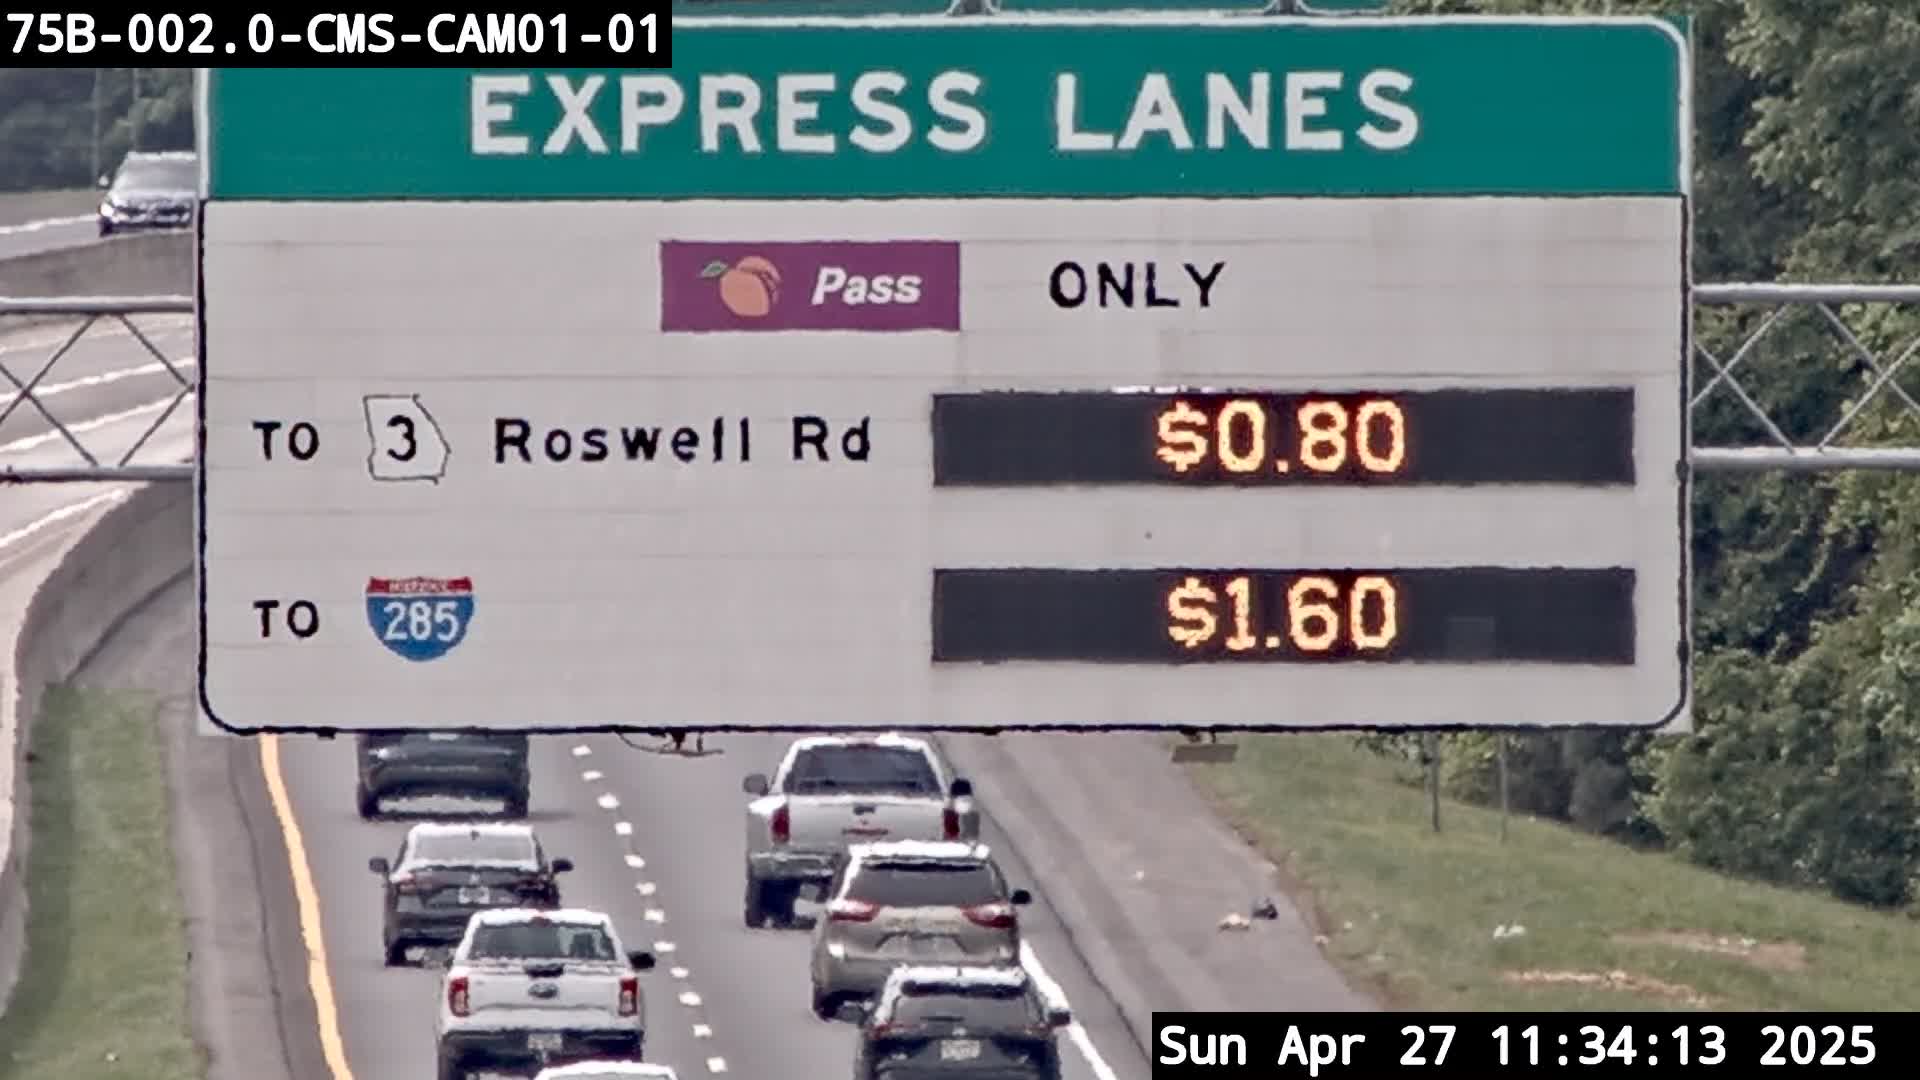 75B-002.0-CMS-CAM01-01
EXPRESS LANES
Pass ONLY
TO 3 Roswell Rd $0.80
TO 285 $1.60
Sun Apr 27 11:34:13 2025